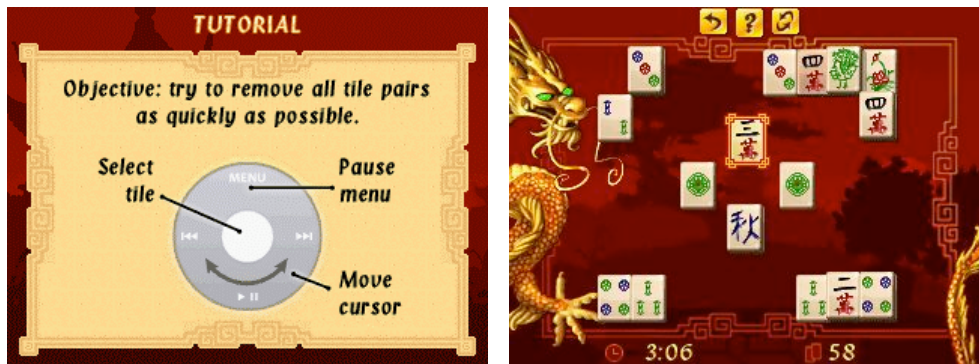 TUTORIAL
Objective: try to remove all tile pairs
as quickly as possible.
Select
tile
Pause
menu
MENU
Move
cursor
?
四
萬
四
萬
三
萬
秋
二
萬
3:06
58